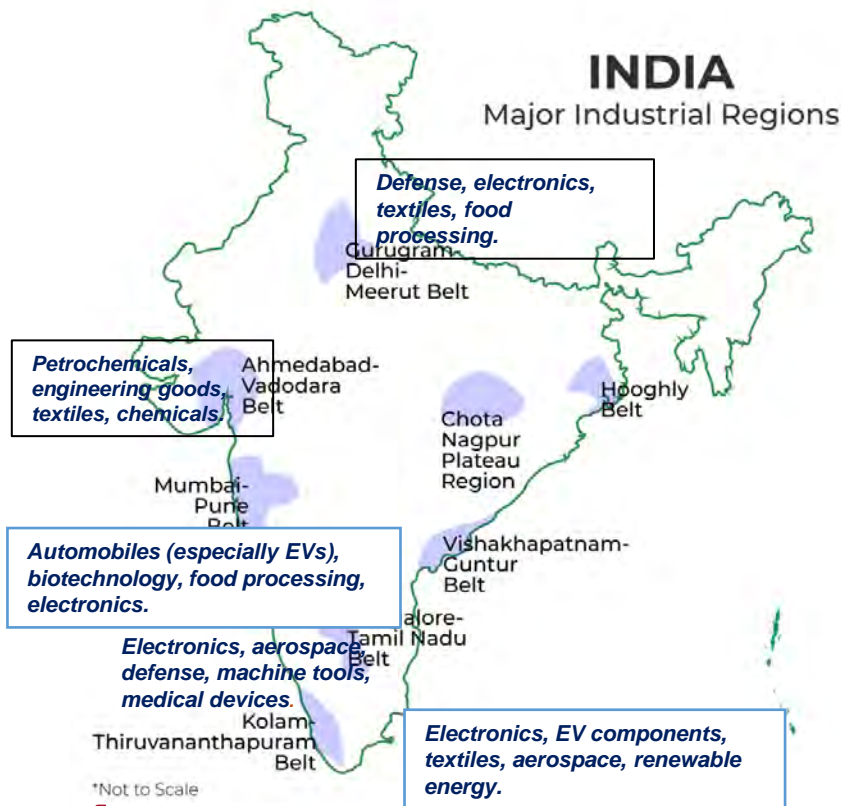 INDIA
Major Industrial Regions
Defense, electronics,
textiles, food
processing.
Gurugram-
Delhi-
Meerut Belt
Petrochemicals,
engineering goods,
textiles, chemicals.
Ahmedabad-
Vadodara
Belt
Hooghly
Belt
Chota
Nagpur
Plateau
Region
Mumbai-
Pune
Belt
Automobiles (especially EVs),
biotechnology, food processing,
electronics.
Vishakhapatnam-
Guntur
Belt
alore-
Tamil Nadu
Belt
Electronics, aerospace,
defense, machine tools,
medical devices.
Kolam-
Thiruvananthapuram
Belt
Electronics, EV components,
textiles, aerospace, renewable
energy.
*Not to Scale